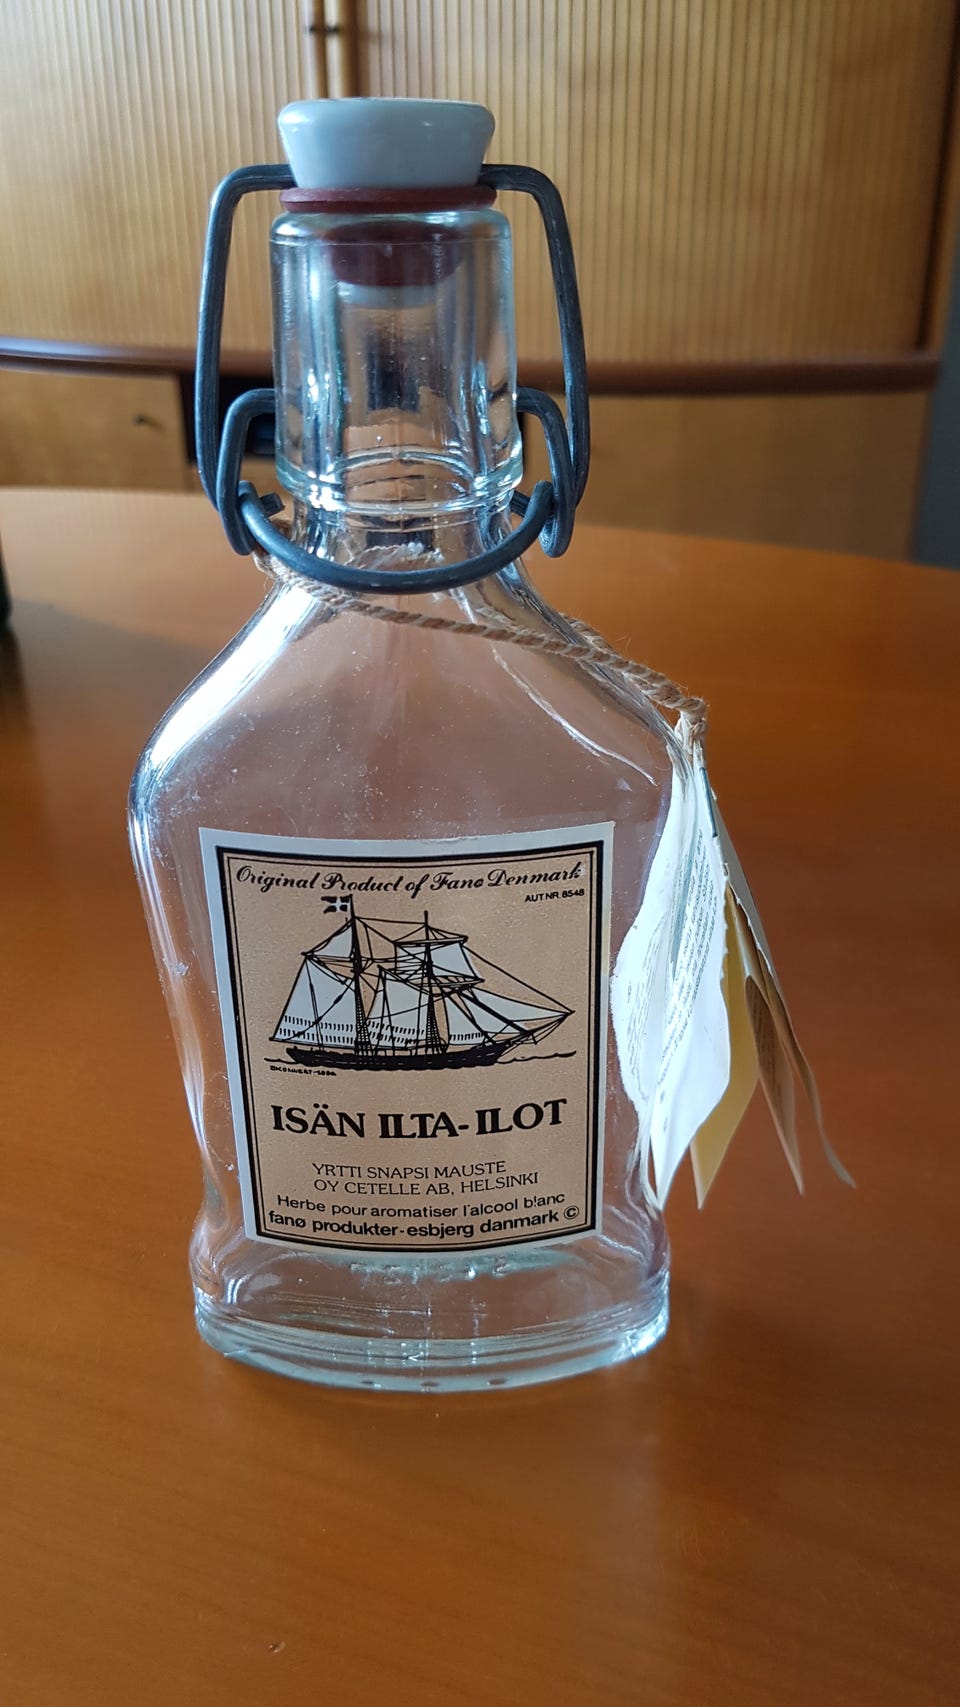 Original Product of Fanø Denmark
AUT.NR. 8548
ISÄN ILTA-ILOT
YRTTI SNAPSI MAUSTE
OY CETELLE AB, HELSINKI
Herbe pour aromatiser l'alcool blanc
fanø produkter-esbjerg danmark ©